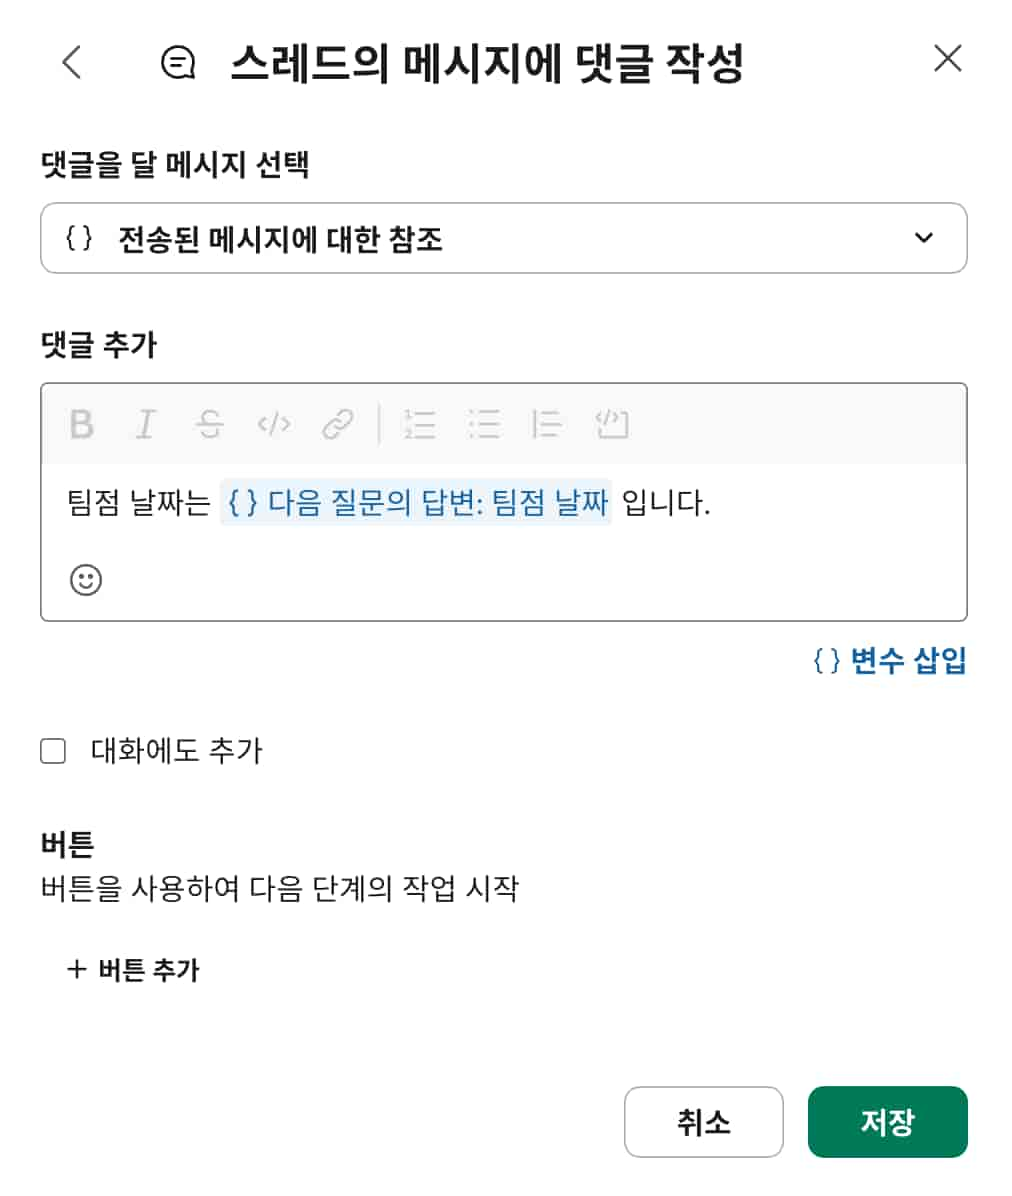 스레드의 메시지에 댓글 작성
댓글을 달 메시지 선택
{} 전송된 메시지에 대한 참조
댓글 추가
팀점 날짜는 {} 다음 질문의 답변: 팀점 날짜 입니다.
{} 변수 삽입
대화에도 추가
버튼
버튼을 사용하여 다음 단계의 작업 시작
+ 버튼 추가
취소 저장